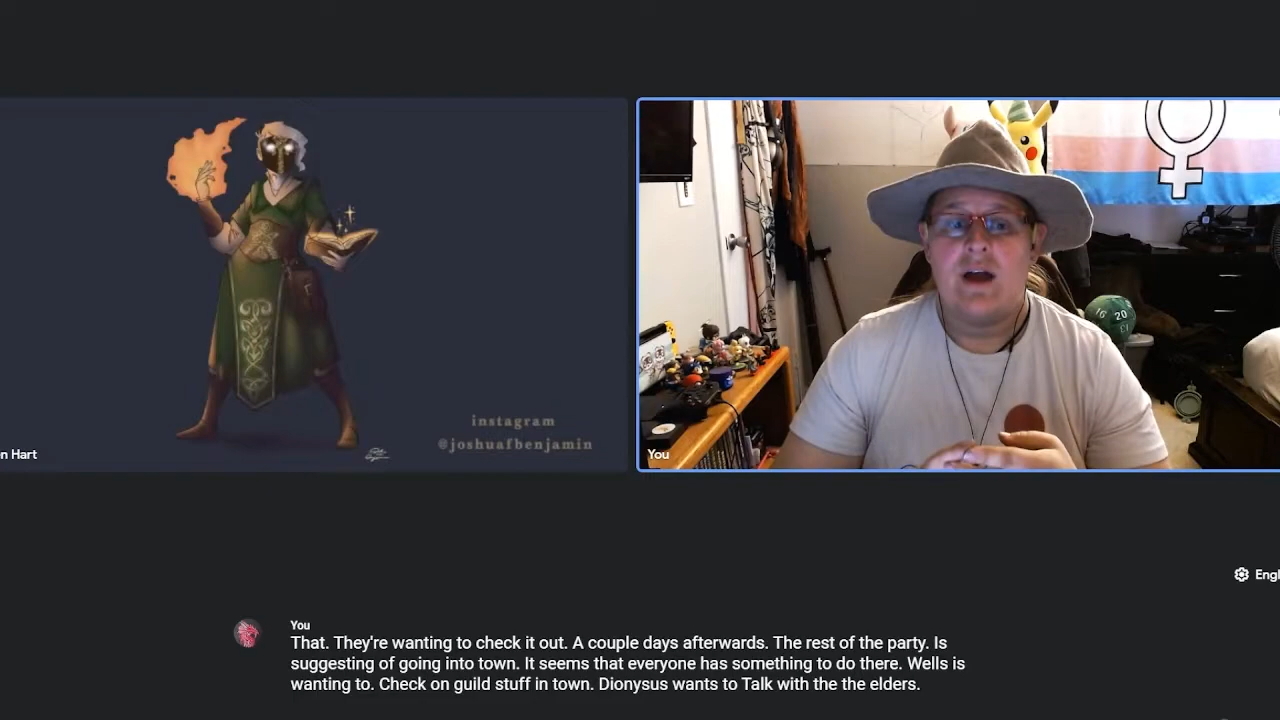 instagram
@joshuafbenjamin
n Hart
You
16 20
You
That. They're wanting to check it out. A couple days afterwards. The rest of the party. Is
suggesting of going into town. It seems that everyone has something to do there. Wells is
wanting to. Check on guild stuff in town. Dionysus wants to Talk with the the elders.
Engl